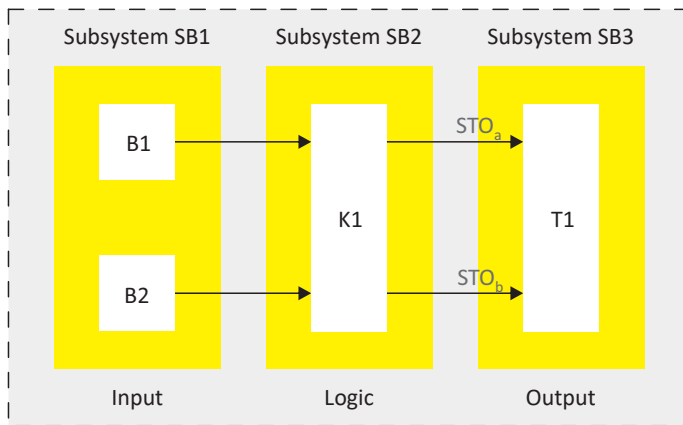 Subsystem SB1 Subsystem SB2 Subsystem SB3
STOa
B1
K1 T1
STOb
B2
Input Logic Output